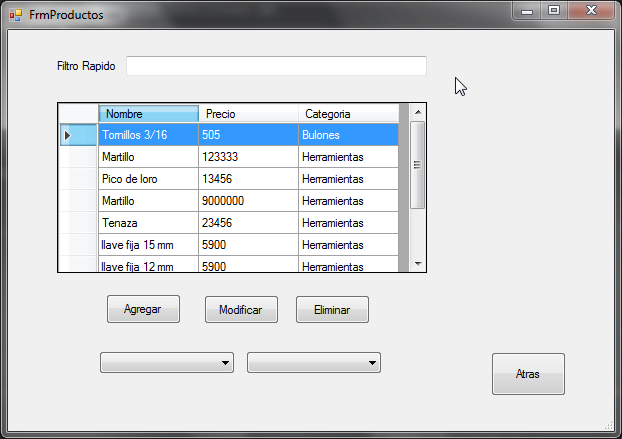 FrmProductos
Filtro Rapido
Nombre Precio Categoria
Tornillos 3/16 505 Bulones
Martillo 123333 Herramientas
Pico de loro 13456 Herramientas
Martillo 9000000 Herramientas
Tenaza 23456 Herramientas
llave fija 15 mm 5900 Herramientas
llave fija 12 mm 5900 Herramientas
Agregar Modificar Eliminar
Atras